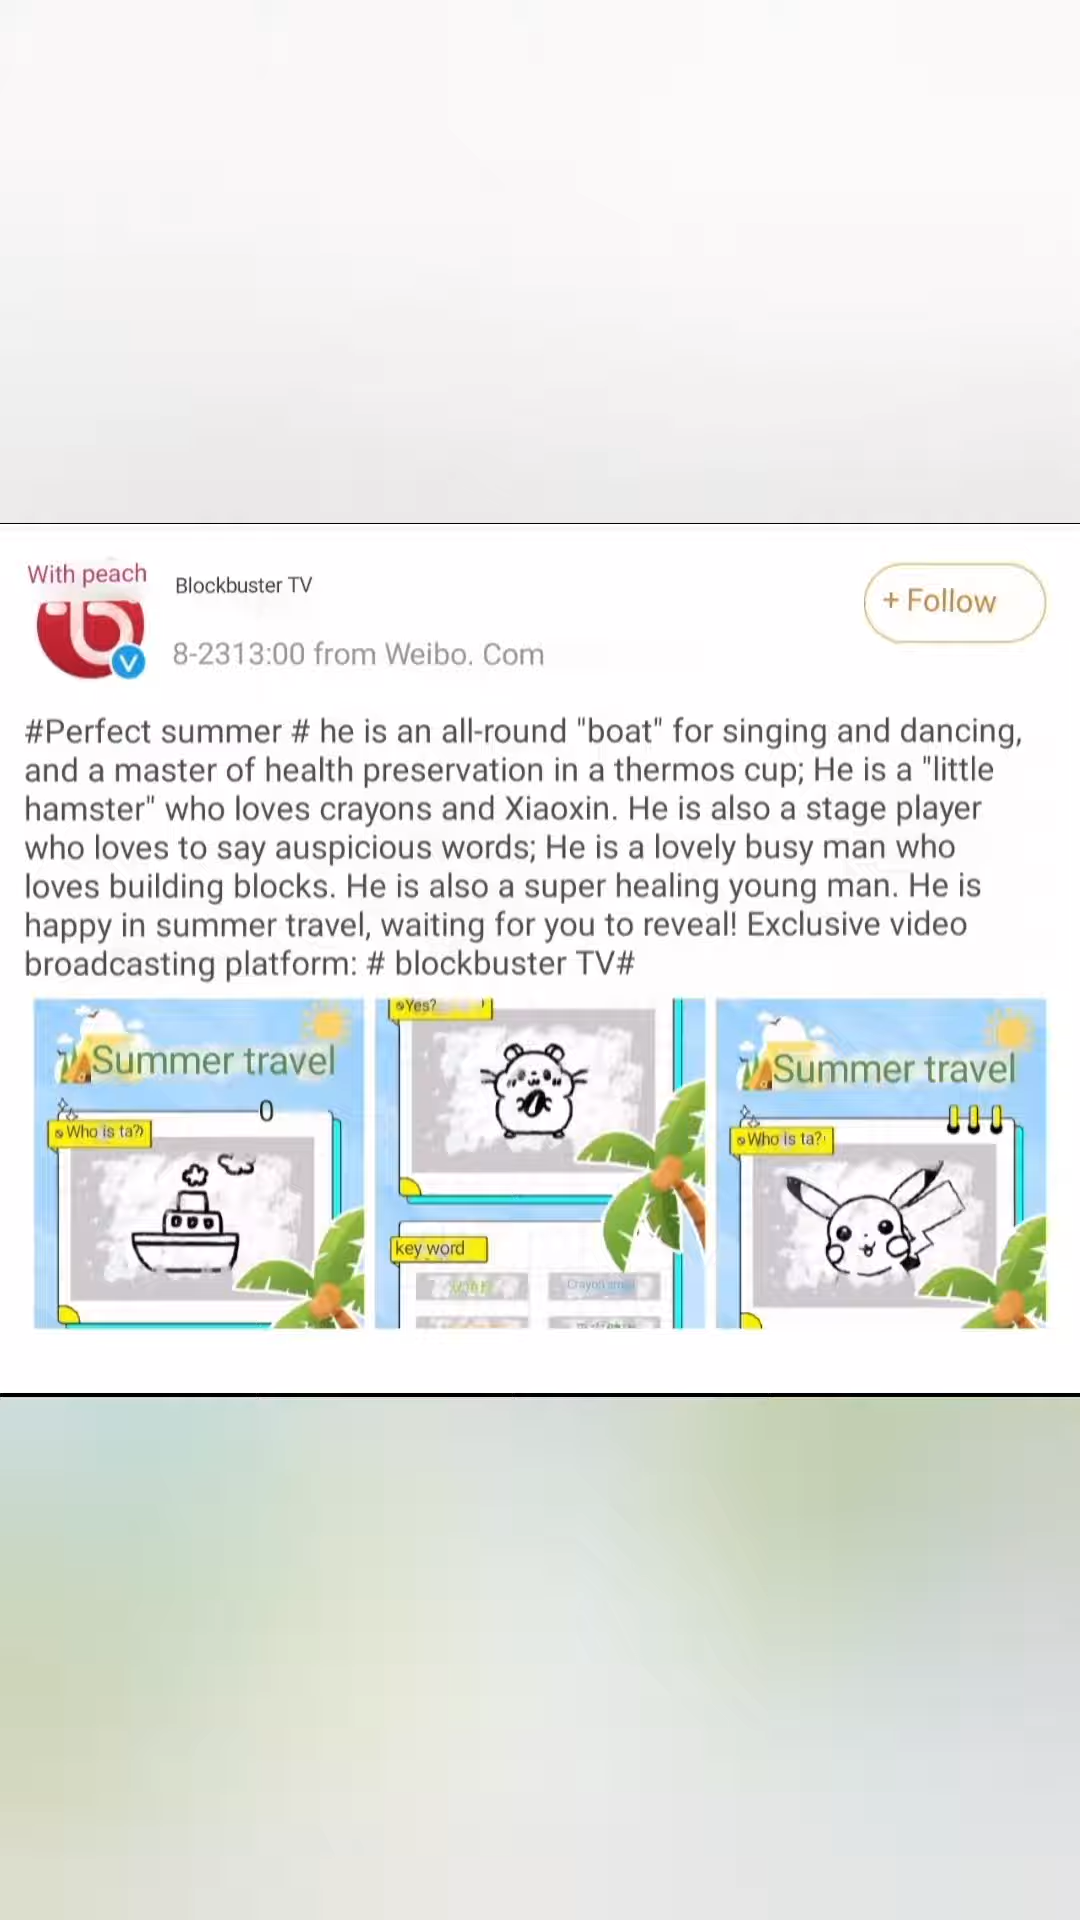 With peach
Blockbuster TV
+ Follow
8-2313:00 from Weibo. Com
#Perfect summer # he is an all-round "boat" for singing and dancing,
and a master of health preservation in a thermos cup; He is a "little
hamster" who loves crayons and Xiaoxin. He is also a stage player
who loves to say auspicious words; He is a lovely busy man who
loves building blocks. He is also a super healing young man. He is
happy in summer travel, waiting for you to reveal! Exclusive video
broadcasting platform: # blockbuster TV#
Summer travel
Who is ta?
Yes?
key word
Summer travel
Who is ta?